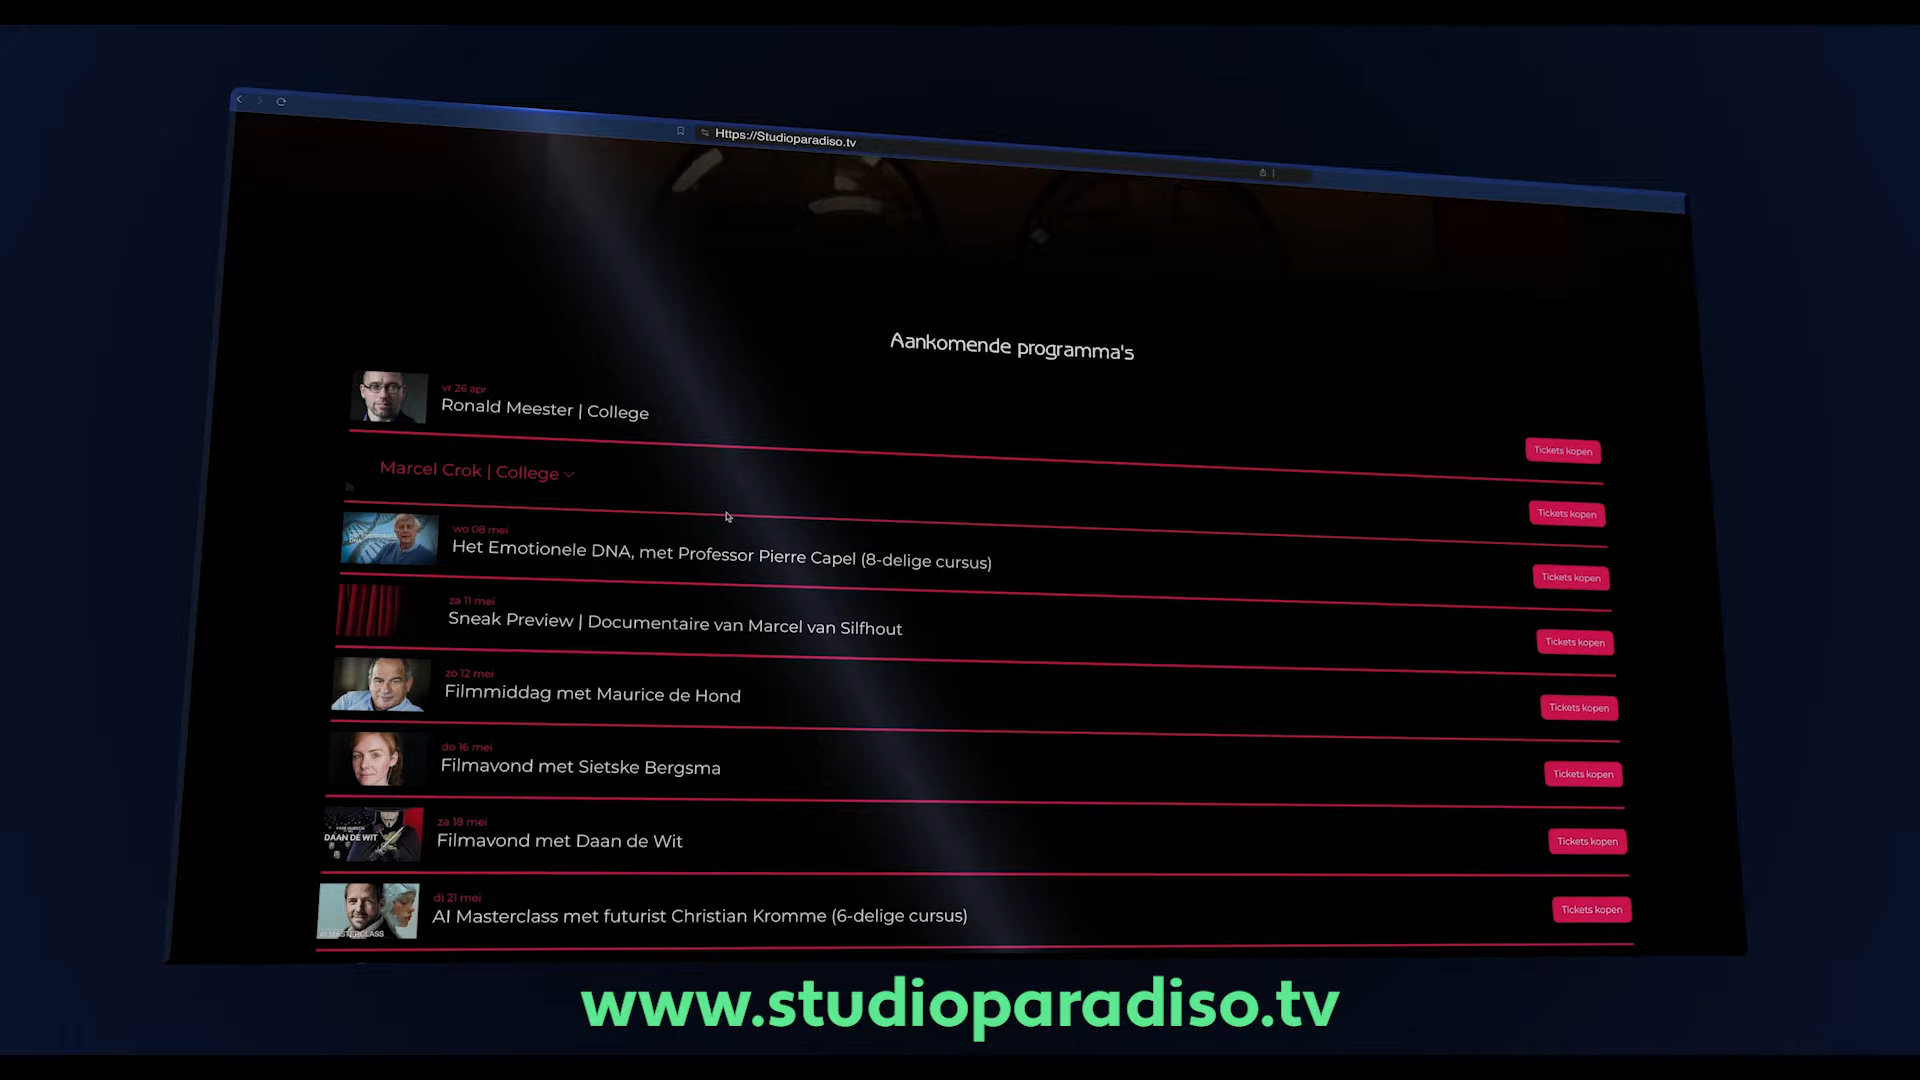 Https://Studioparadiso.tv
Aankomende programma's
vr 26 apr
Ronald Meester | College
Tickets kopen
Marcel Crok | College
Tickets kopen
wo 08 mei
Het Emotionele DNA, met Professor Pierre Capel (8-delige cursus)
Tickets kopen
za 11 mei
Sneak Preview | Documentaire van Marcel van Silfhout
Tickets kopen
zo 12 mei
Filmmiddag met Maurice de Hond
Tickets kopen
do 16 mei
Filmavond met Sietske Bergsma
Tickets kopen
za 18 mei
DAAN DE WIT
Filmavond met Daan de Wit
Tickets kopen
di 21 mei
AI MASTERCLASS
AI Masterclass met futurist Christian Kromme (6-delige cursus)
Tickets kopen
www.studioparadiso.tv